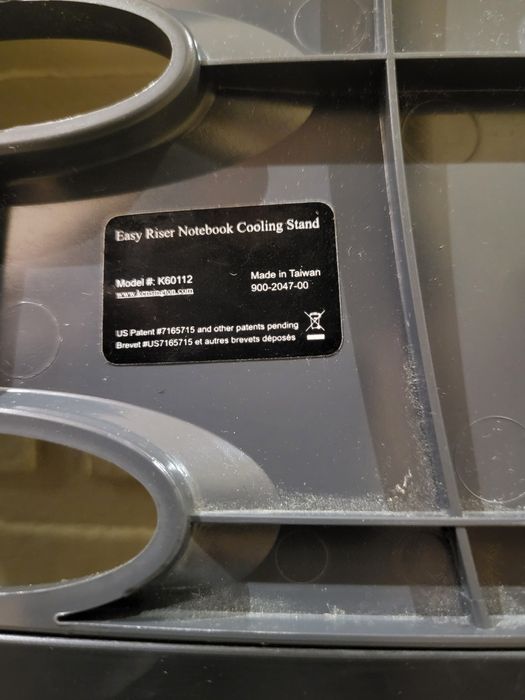 Easy Riser Notebook Cooling Stand
Model #: K60112
www.kensington.com
Made in Taiwan
900-2047-00
US Patent #7165715 and other patents pending
Brevet #US7165715 et autres brevets déposés